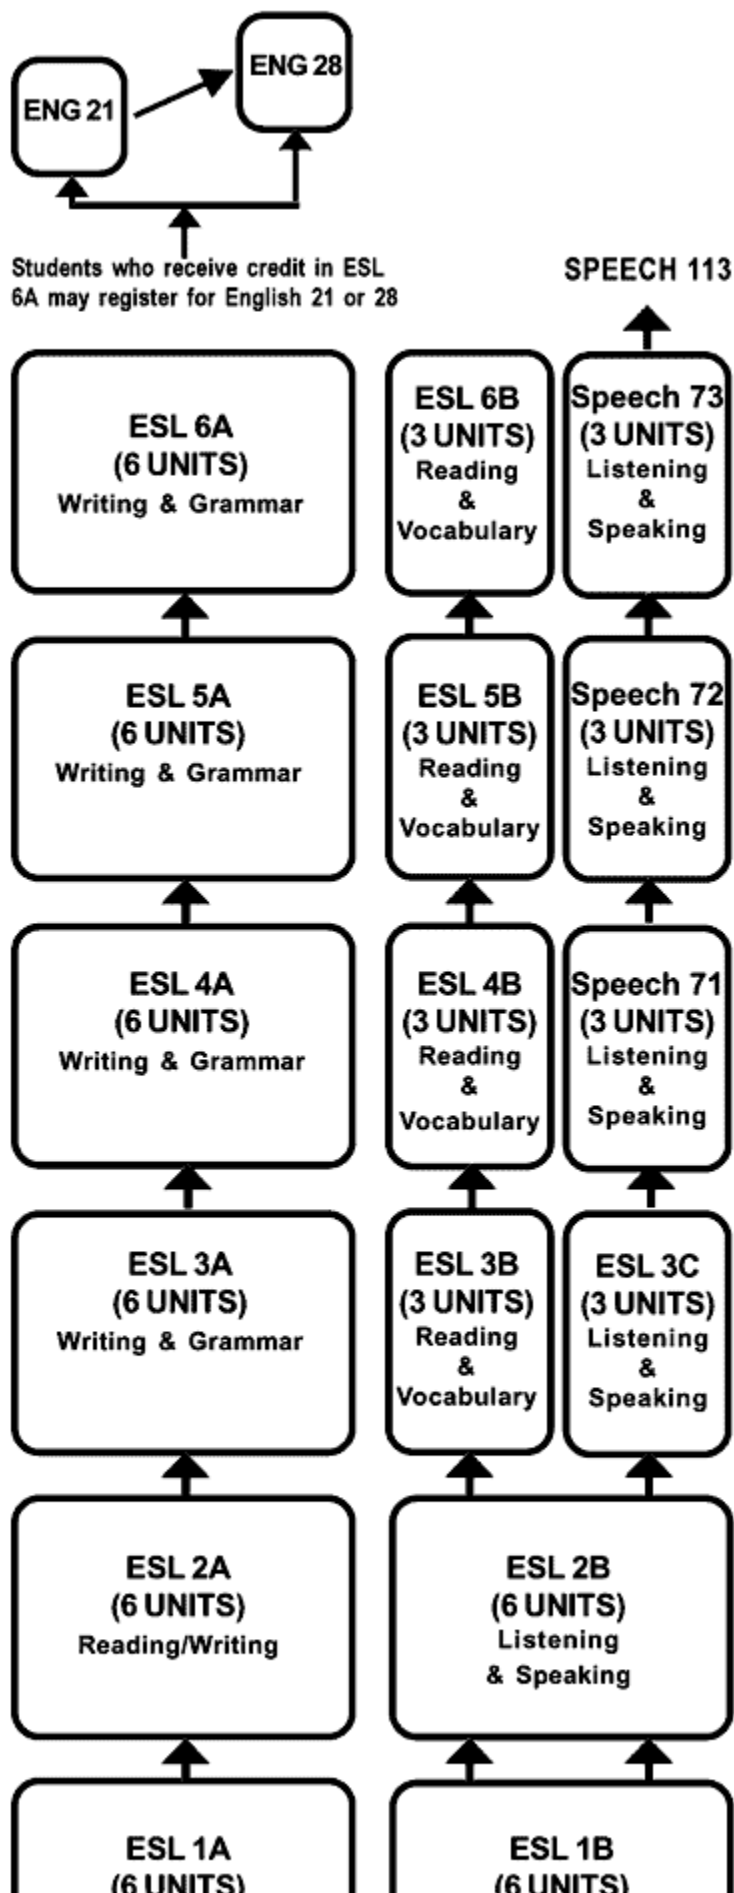 ENG 28
ENG 21
Students who receive credit in ESL
6A may register for English 21 or 28
SPEECH 113
ESL 6A
(6 UNITS)
Writing & Grammar
ESL 6B
(3 UNITS)
Reading
&
Vocabulary
Speech 73
(3 UNITS)
Listening
&
Speaking
ESL 5A
(6 UNITS)
Writing & Grammar
ESL 5B
(3 UNITS)
Reading
&
Vocabulary
Speech 72
(3 UNITS)
Listening
&
Speaking
ESL 4A
(6 UNITS)
Writing & Grammar
ESL 4B
(3 UNITS)
Reading
&
Vocabulary
Speech 71
(3 UNITS)
Listening
&
Speaking
ESL 3A
(6 UNITS)
Writing & Grammar
ESL 3B
(3 UNITS)
Reading
&
Vocabulary
ESL 3C
(3 UNITS)
Listening
&
Speaking
ESL 2A
(6 UNITS)
Reading/Writing
ESL 2B
(6 UNITS)
Listening
& Speaking
ESL 1A
(6 UNITS)
ESL 1B
(6 UNITS)